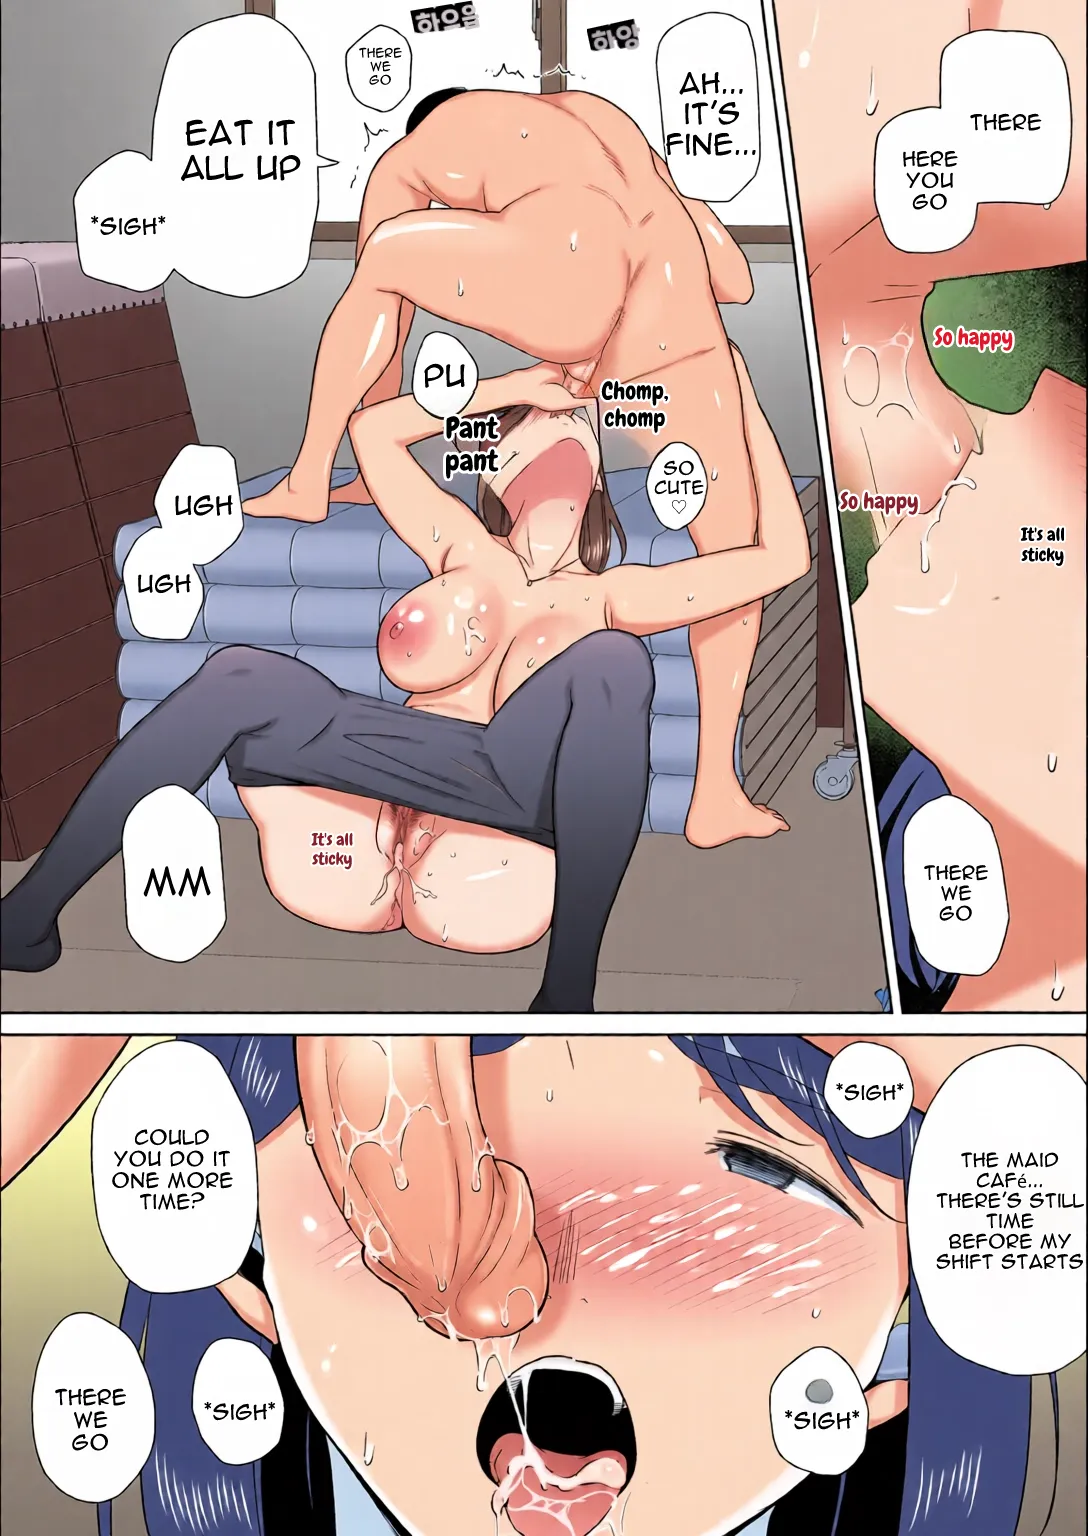 하으읍
하앙
THERE
WE
GO
EAT IT
ALL UP
*SIGH*
AH...
IT'S
FINE...
PU
Pant
pant
Chomp,
chomp
SO
CUTE
♡
UGH
UGH
MM
It's all
sticky
THERE
HERE
YOU
GO
So happy
So happy
It's all
sticky
THERE
WE
GO
COULD
YOU DO IT
ONE MORE
TIME?
*SIGH*
THE MAID
CAFé...
THERE'S STILL
TIME
BEFORE MY
SHIFT STARTS
THERE
WE
GO
*SIGH*
*SIGH*